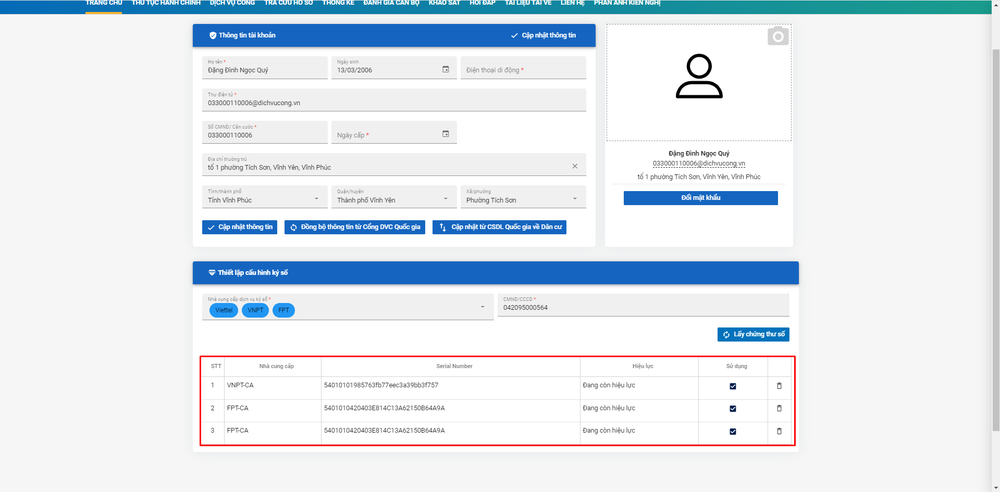 TRANG CHỦ THỦ TỤC HÀNH CHÍNH DỊCH VỤ CÔNG TRA CỨU HỒ SƠ THỐNG KÊ ĐÁNH GIÁ CÁN BỘ KHẢO SÁT HỎI ĐÁP TÀI LIỆU TẢI VỀ LIÊN HỆ PHẢN ÁNH KIẾN NGHỊ
Thông tin tài khoản
Cập nhật thông tin
Họ tên *
Đặng Đình Ngọc Quý
Ngày sinh
13/03/2006
Điện thoại di động *
Thư điện tử *
033000110006@dichvucong.vn
Số CMND/ Căn cước *
033000110006
Ngày cấp *
Địa chỉ thường trú
tổ 1 phường Tích Sơn, Vĩnh Yên, Vĩnh Phúc
Tỉnh/thành phố
Tỉnh Vĩnh Phúc
Quận/huyện
Thành phố Vĩnh Yên
Xã/phường
Phường Tích Sơn
Cập nhật thông tin
Đồng bộ thông tin từ Cổng DVC Quốc gia
Cập nhật từ CSDL Quốc gia về Dân cư
Đặng Đình Ngọc Quý
033000110006@dichvucong.vn
tổ 1 phường Tích Sơn, Vĩnh Yên, Vĩnh Phúc
Đổi mật khẩu
Thiết lập cấu hình ký số
Nhà cung cấp dịch vụ ký số *
Viettel VNPT FPT
CMND/CCCD *
042095000564
Lấy chứng thư số
STT Nhà cung cấp Serial Number Hiệu lực Sử dụng
1 VNPT-CA 54010101985763fb77eec3a39bb3f757 Đang còn hiệu lực
2 FPT-CA 5401010420403E814C13A62150B64A9A Đang còn hiệu lực
3 FPT-CA 5401010420403E814C13A62150B64A9A Đang còn hiệu lực